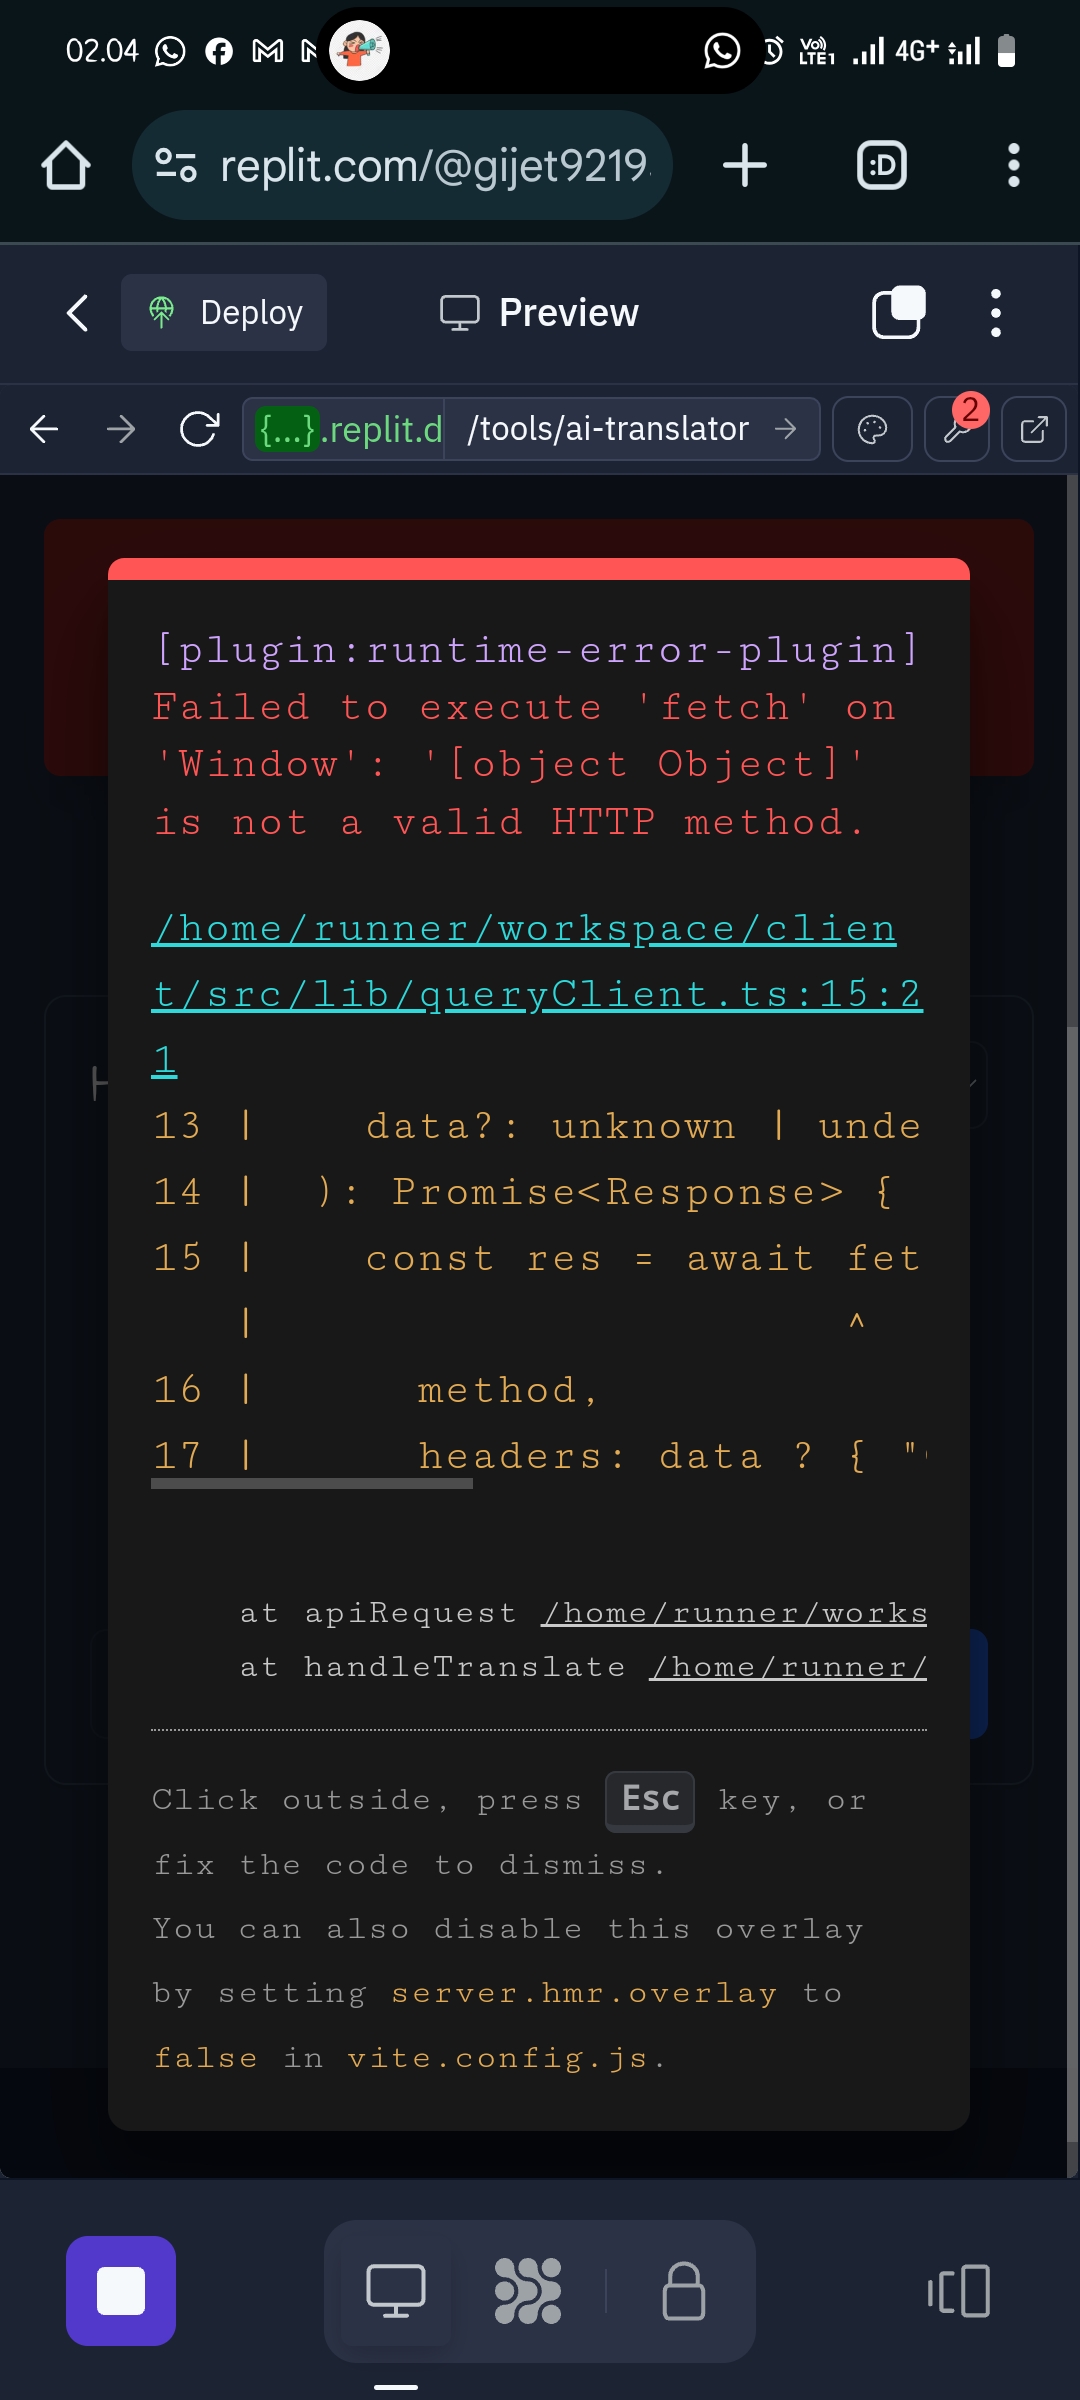 02.04
VoLTE1 4G+
replit.com/@gijet9219
:D
Deploy
Preview
{...}.replit.d
/tools/ai-translator
2
[plugin:runtime-error-plugin]
Failed to execute 'fetch' on
'Window': '[object Object]'
is not a valid HTTP method.
/home/runner/workspace/clien
t/src/lib/queryClient.ts:15:2
1
13 | data?: unknown | unde
14 | ): Promise<Response> {
15 | const res = await fet
| ^
16 | method,
17 | headers: data ? { "
at apiRequest /home/runner/works
at handleTranslate /home/runner/
Click outside, press Esc key, or
fix the code to dismiss.
You can also disable this overlay
by setting server.hmr.overlay to
false in vite.config.js.